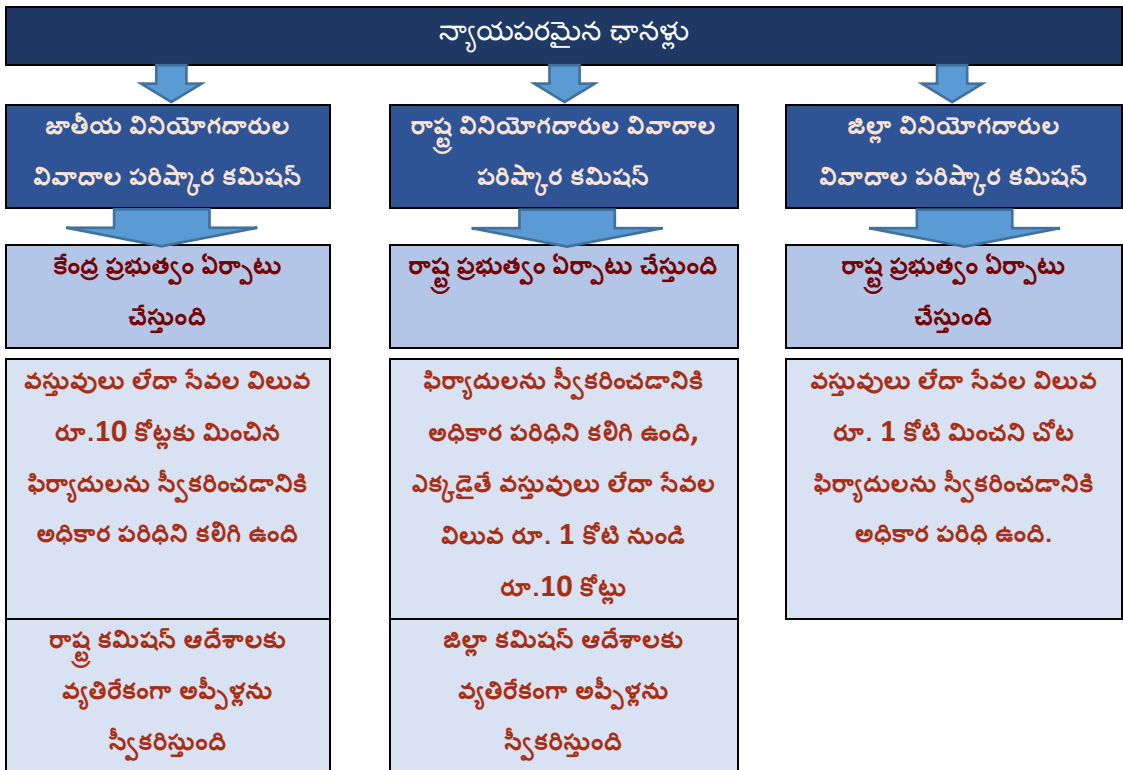 న్యాయపరమైన ఛానళ్లు
జాతీయ వినియోగదారుల
వివాదాల పరిష్కార కమిషన్
రాష్ట్ర వినియోగదారుల వివాదాల
పరిష్కార కమిషన్
జిల్లా వినియోగదారుల
వివాదాల పరిష్కార కమిషన్
కేంద్ర ప్రభుత్వం ఏర్పాటు
చేస్తుంది
రాష్ట్ర ప్రభుత్వం ఏర్పాటు చేస్తుంది
రాష్ట్ర ప్రభుత్వం ఏర్పాటు
చేస్తుంది
వస్తువులు లేదా సేవల విలువ
రూ.10 కోట్లకు మించిన
ఫిర్యాదులను స్వీకరించడానికి
అధికార పరిధిని కలిగి ఉంది
ఫిర్యాదులను స్వీకరించడానికి
అధికార పరిధిని కలిగి ఉంది,
ఎక్కడైతే వస్తువులు లేదా సేవల
విలువ రూ. 1 కోటి నుండి
రూ.10 కోట్లు
వస్తువులు లేదా సేవల విలువ
రూ. 1 కోటి మించని చోట
ఫిర్యాదులను స్వీకరించడానికి
అధికార పరిధి ఉంది.
రాష్ట్ర కమిషన్ ఆదేశాలకు
వ్యతిరేకంగా అప్పీళ్లను
స్వీకరిస్తుంది
జిల్లా కమిషన్ ఆదేశాలకు
వ్యతిరేకంగా అప్పీళ్లను
స్వీకరిస్తుంది